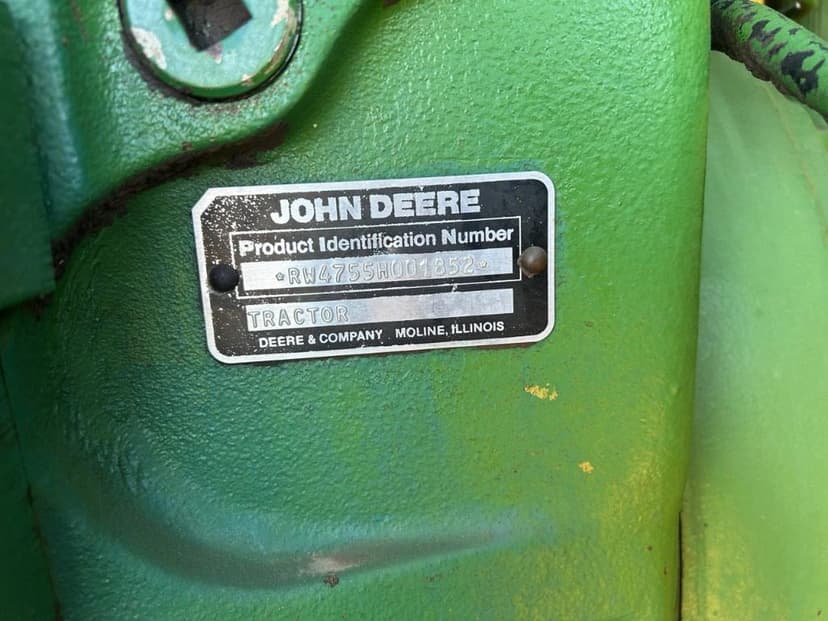 JOHN DEERE
Product Identification Number
*RW4755H001852*
TRACTOR
DEERE & COMPANY MOLINE, ILLINOIS